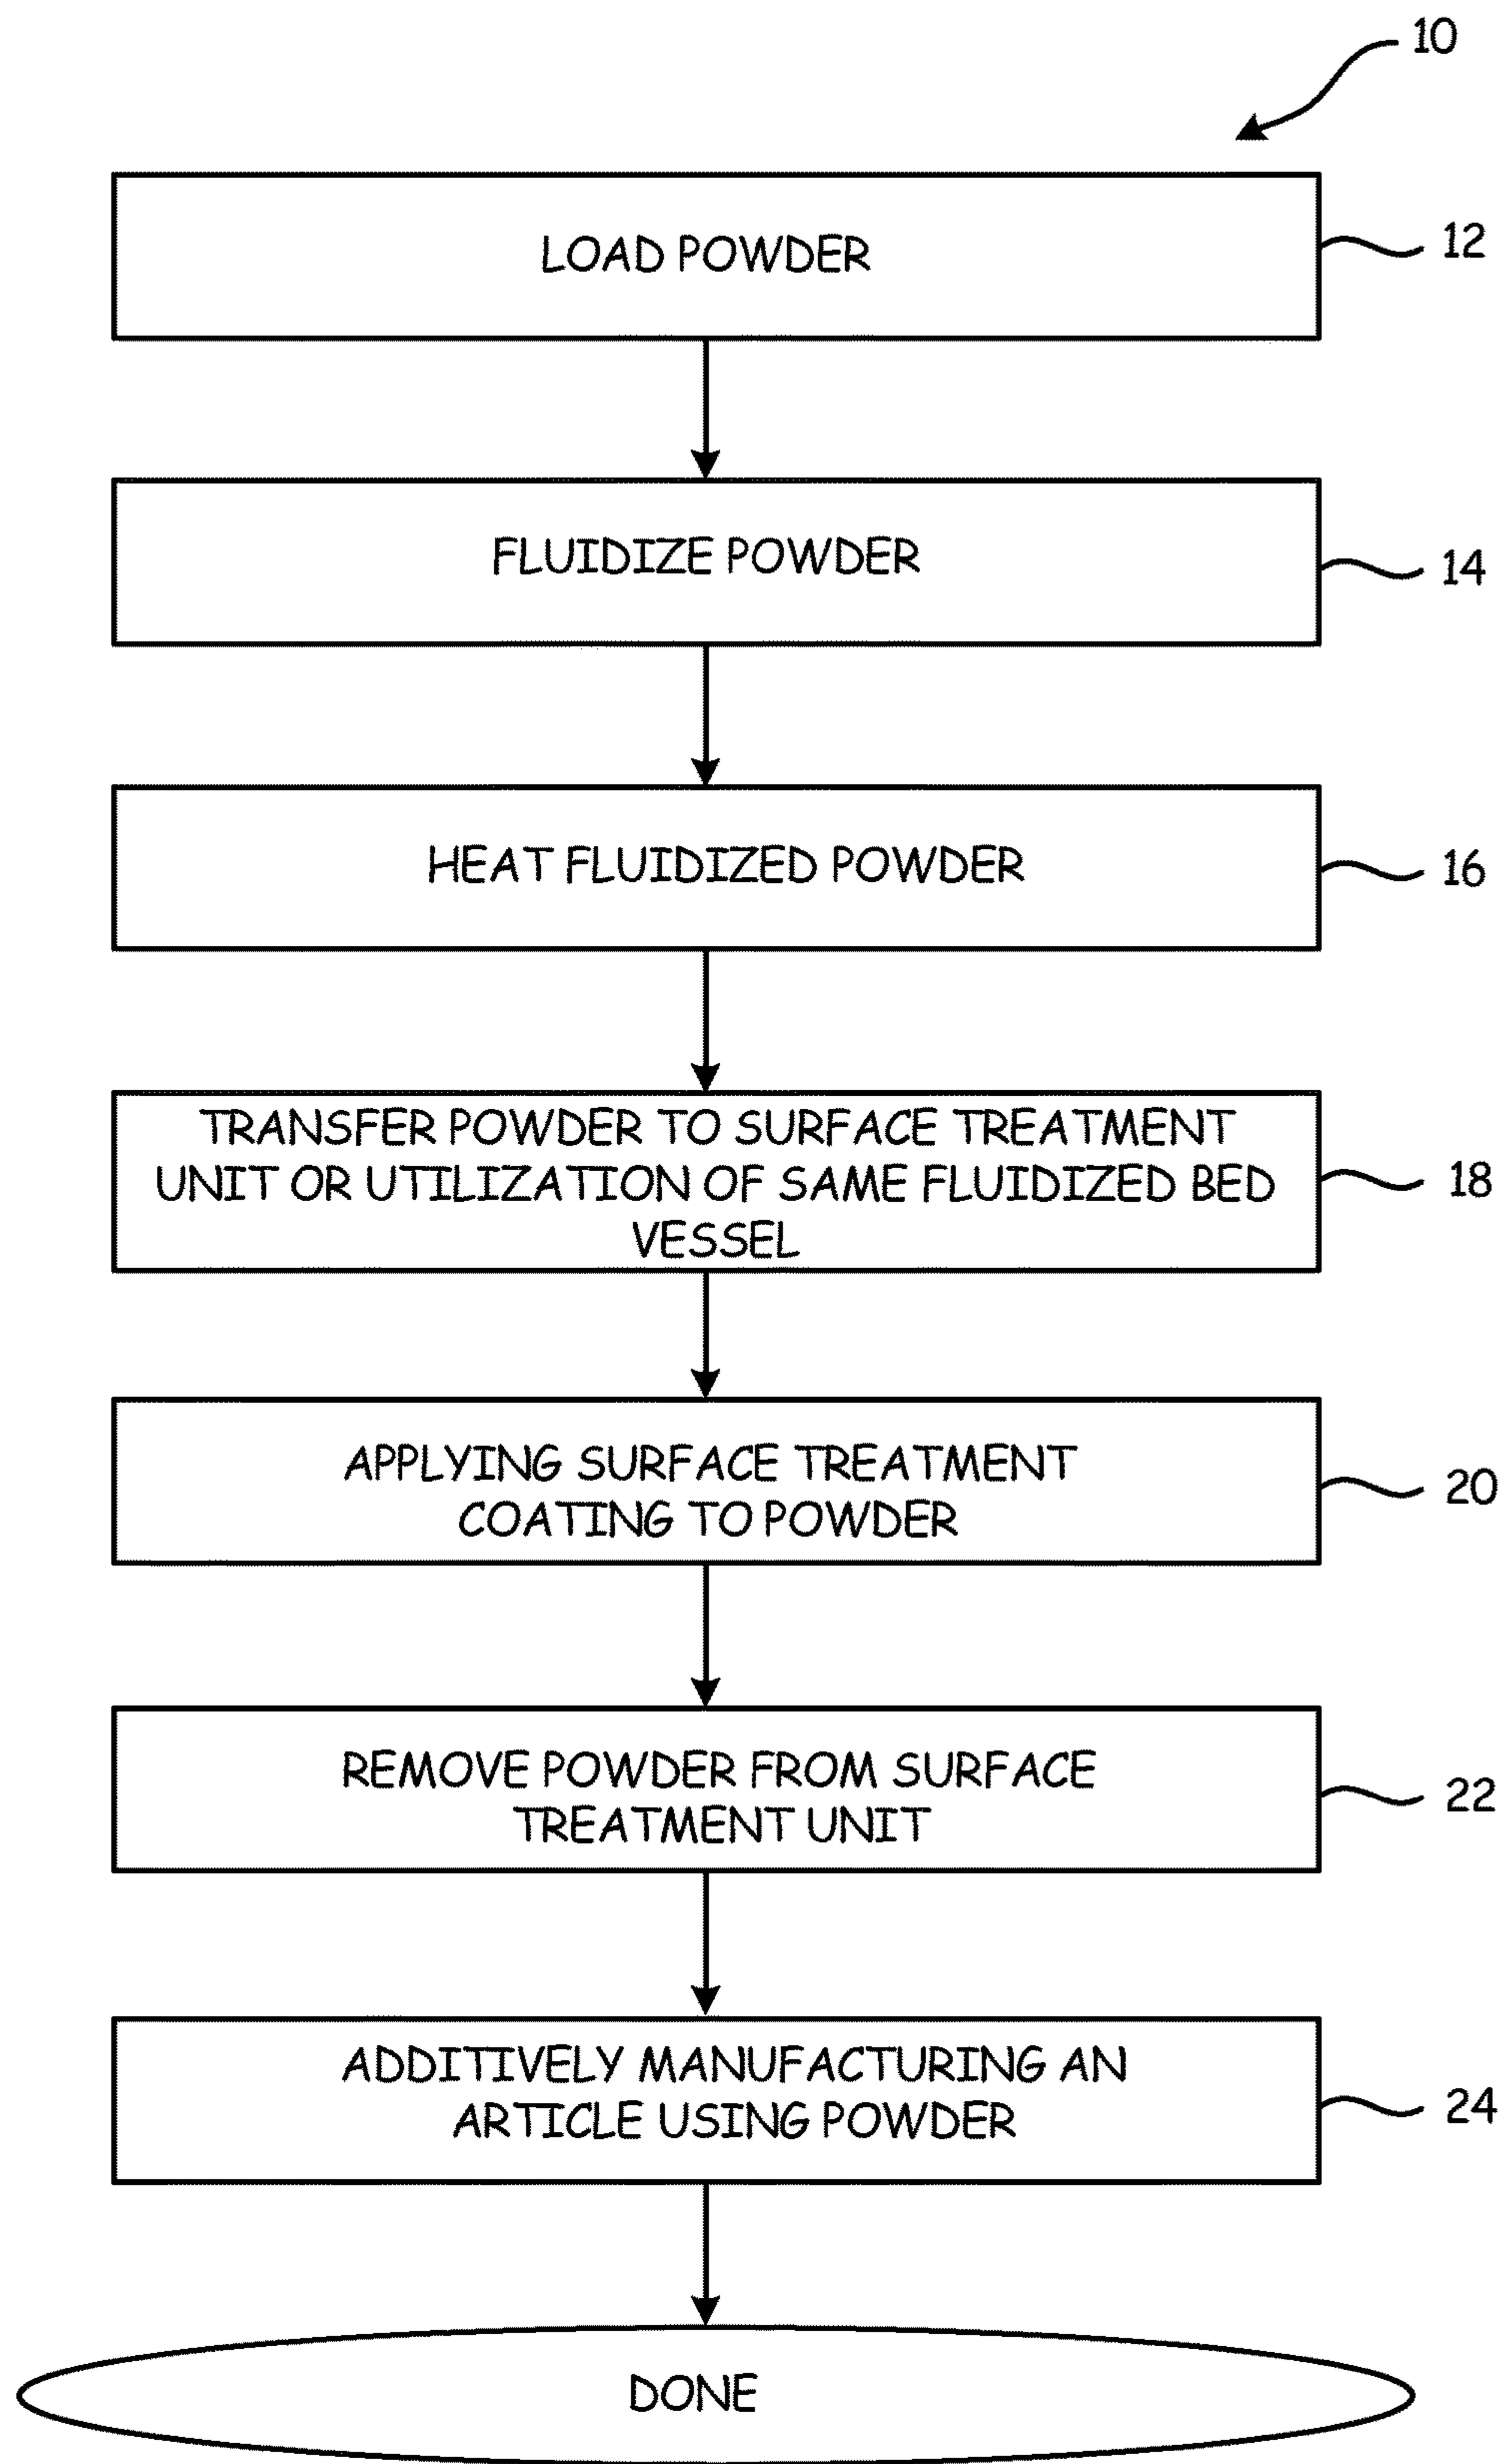 10
LOAD POWDER
12
FLUIDIZE POWDER
14
HEAT FLUIDIZED POWDER
16
TRANSFER POWDER TO SURFACE TREATMENT
UNIT OR UTILIZATION OF SAME FLUIDIZED BED
VESSEL
18
APPLYING SURFACE TREATMENT
COATING TO POWDER
20
REMOVE POWDER FROM SURFACE
TREATMENT UNIT
22
ADDITIVELY MANUFACTURING AN
ARTICLE USING POWDER
24
DONE